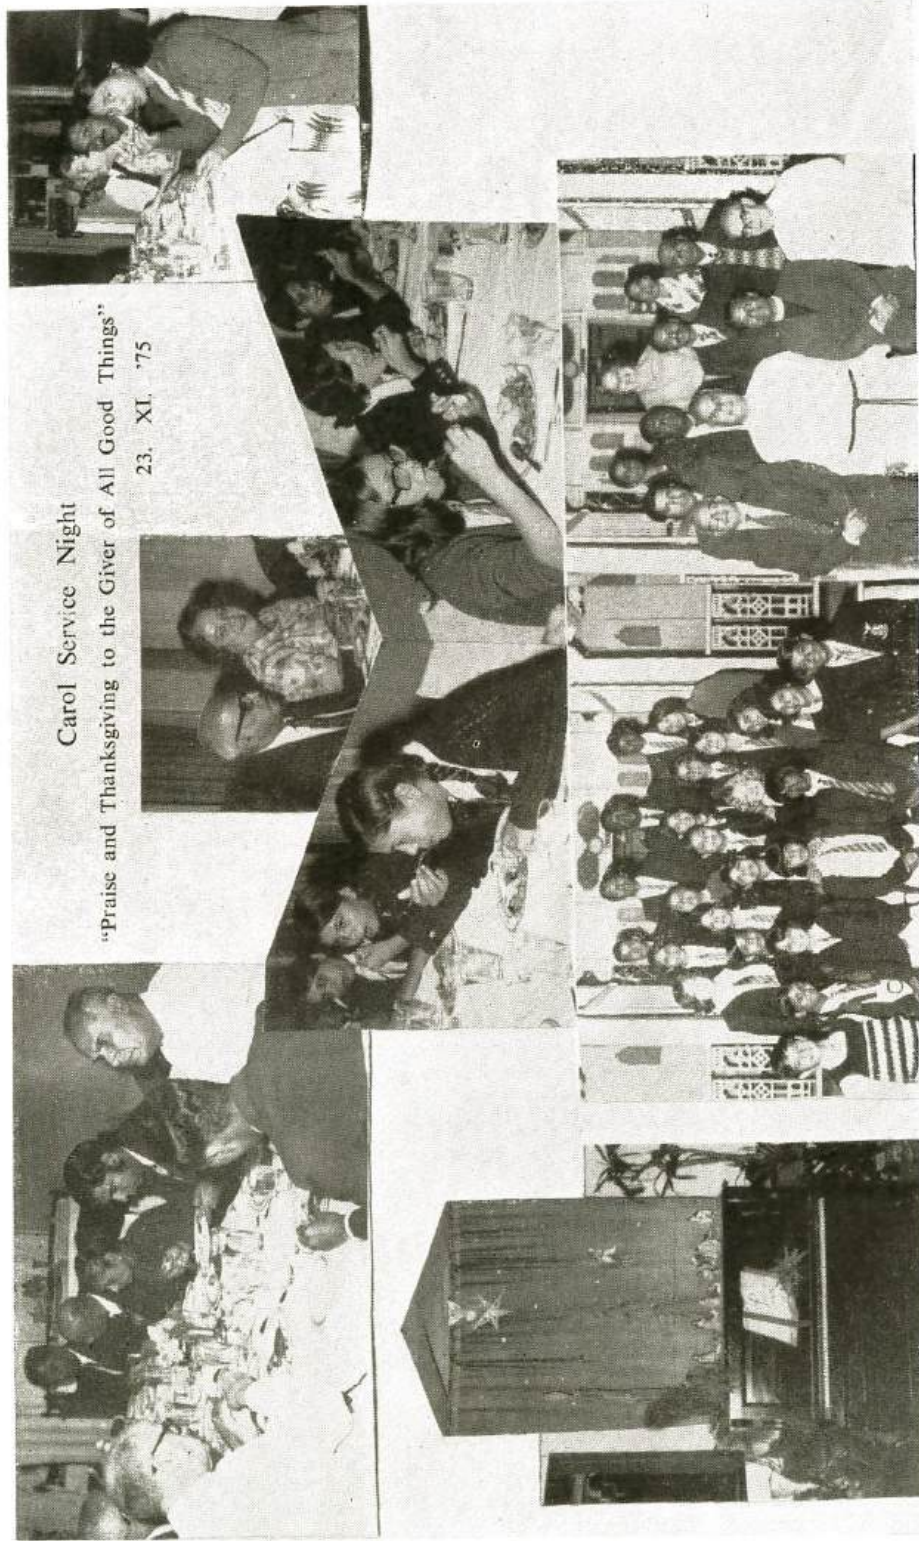 Carol Service Night
“Praise and Thanksgiving to the Giver of All Good Things”
23. XI. '75